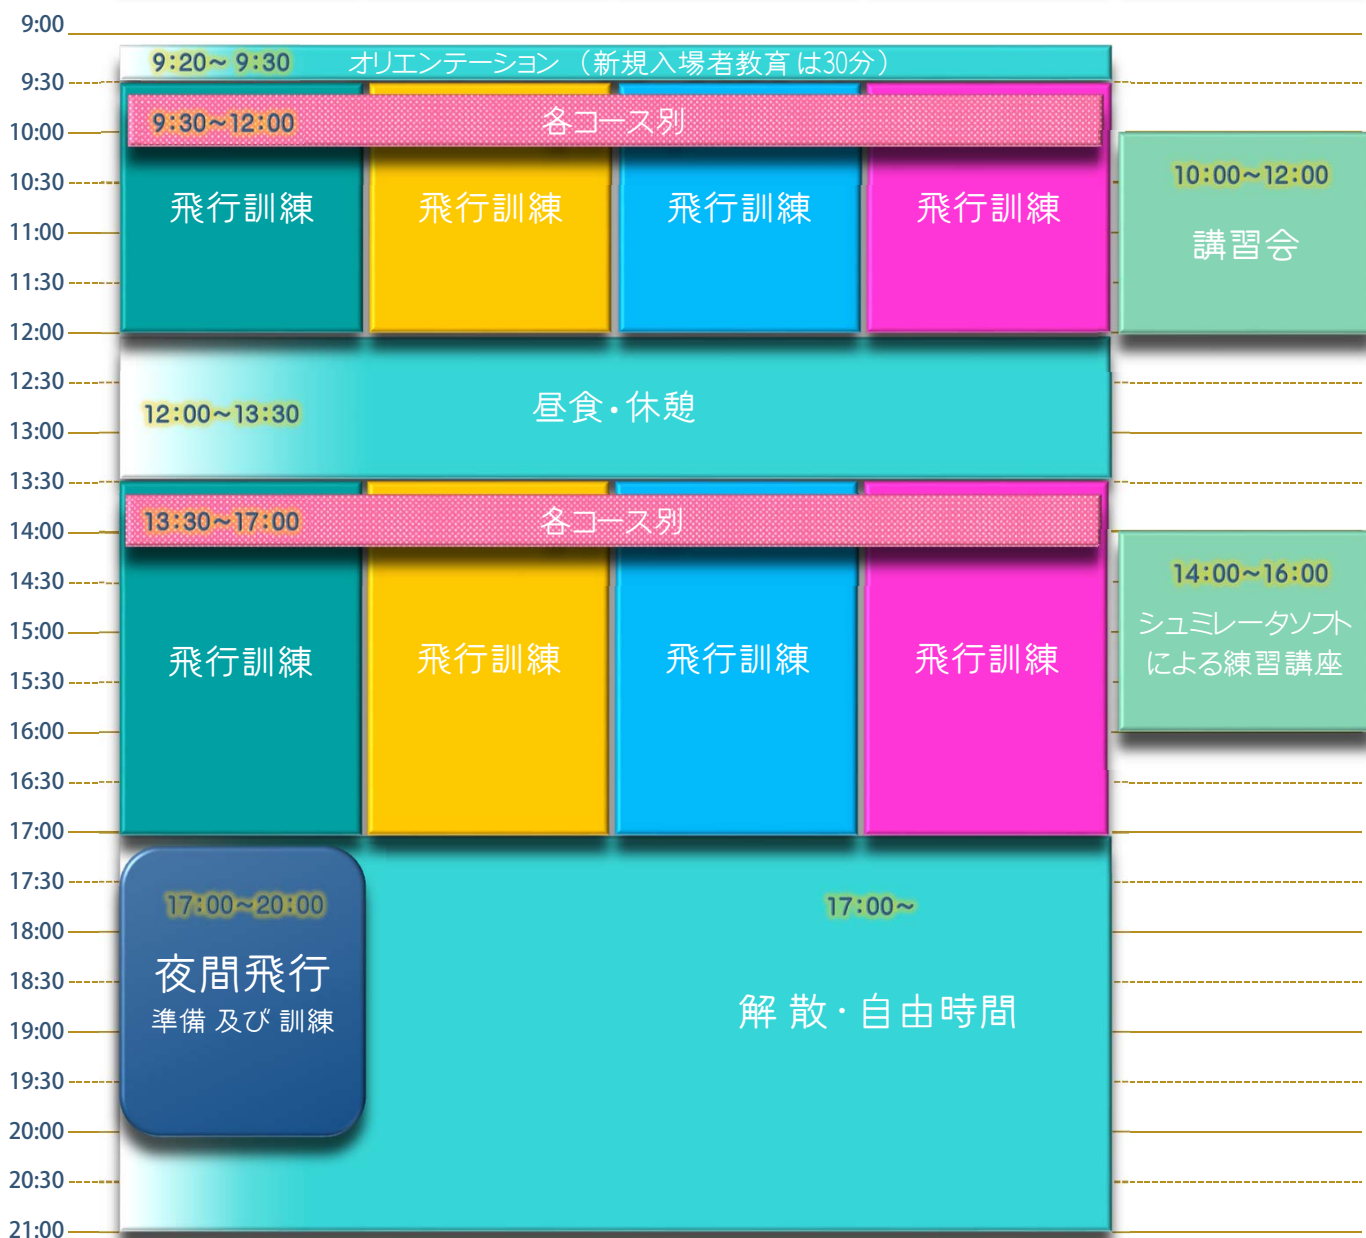 9:00
9:20～9:30 オリエンテーション （新規入場者教育は30分）
9:30
9:30～12:00 各コース別
10:00
10:00～12:00
10:30
飛行訓練 飛行訓練 飛行訓練 飛行訓練
11:00
講習会
11:30
12:00
12:30
12:00～13:30 昼食・休憩
13:00
13:30
13:30～17:00 各コース別
14:00
14:00～16:00
14:30
15:00
シュミレータソフト
飛行訓練 飛行訓練 飛行訓練 飛行訓練
による練習講座
15:30
16:00
16:30
17:00
17:30
17:00～20:00 17:00～
18:00
夜間飛行
18:30
準備 及び 訓練
解 散・自由時間
19:00
19:30
20:00
20:30
21:00